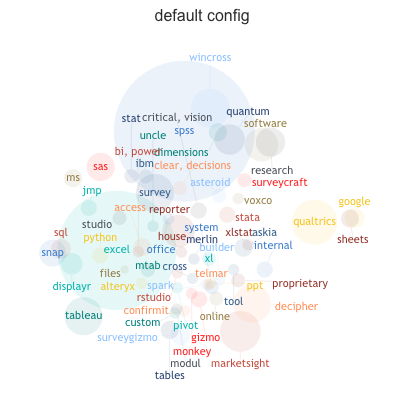 default config
wincross
quantum
stat
critical, vision
software
uncle
spss
bi, power
dimensions
ibm
clear, decisions
sas
research
ms
asteroid
surveycraft
jmp
survey
voxco
google
access
reporter
stata
qualtrics
studio
system
xlstat
askia
sql
python
house
merlin
sheets
excel
office
builder
internal
snap
xl
mtab
cross
files
telmar
proprietary
displayr
alteryx
spark
ppt
rstudio
tool
decipher
confirmit
tableau
custom
online
pivot
surveygizmo
gizmo
monkey
modul
marketsight
tables